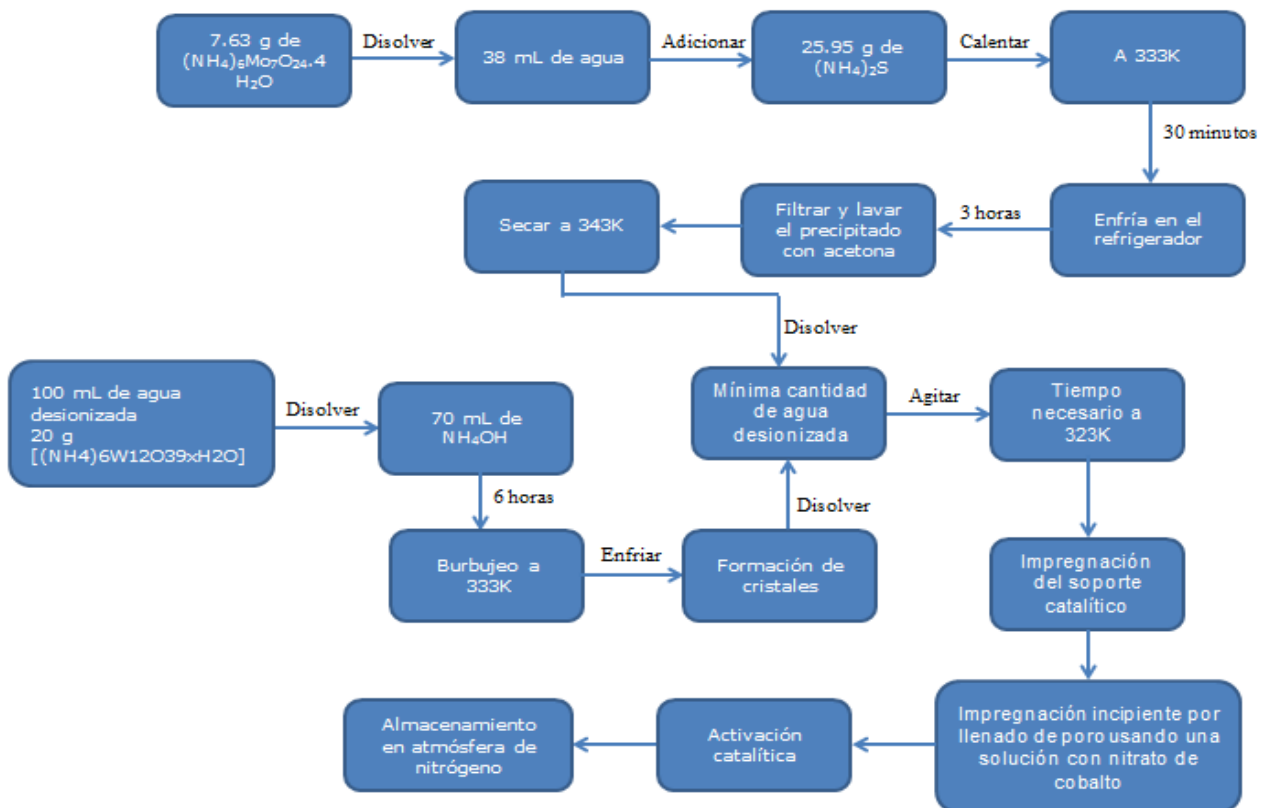 7.63 g de
(NH₄)₆Mo₇O₂₄.4
H₂O
Disolver
38 mL de agua
Adicionar
25.95 g de
(NH₄)₂S
Calentar
A 333K
30 minutos
Enfría en el
refrigerador
3 horas
Filtrar y lavar
el precipitado
con acetona
Secar a 343K
Disolver
100 mL de agua
desionizada
20 g
[(NH4)6W12O39xH2O]
Disolver
70 mL de
NH₄OH
6 horas
Burbujeo a
333K
Enfriar
Formación de
cristales
Disolver
Mínima cantidad
de agua
desionizada
Agitar
Tiempo
necesario a
323K
Impregnación
del soporte
catalítico
Impregnación incipiente por
llenado de poro usando una
solución con nitrato de
cobalto
Activación
catalítica
Almacenamiento
en atmósfera de
nitrógeno